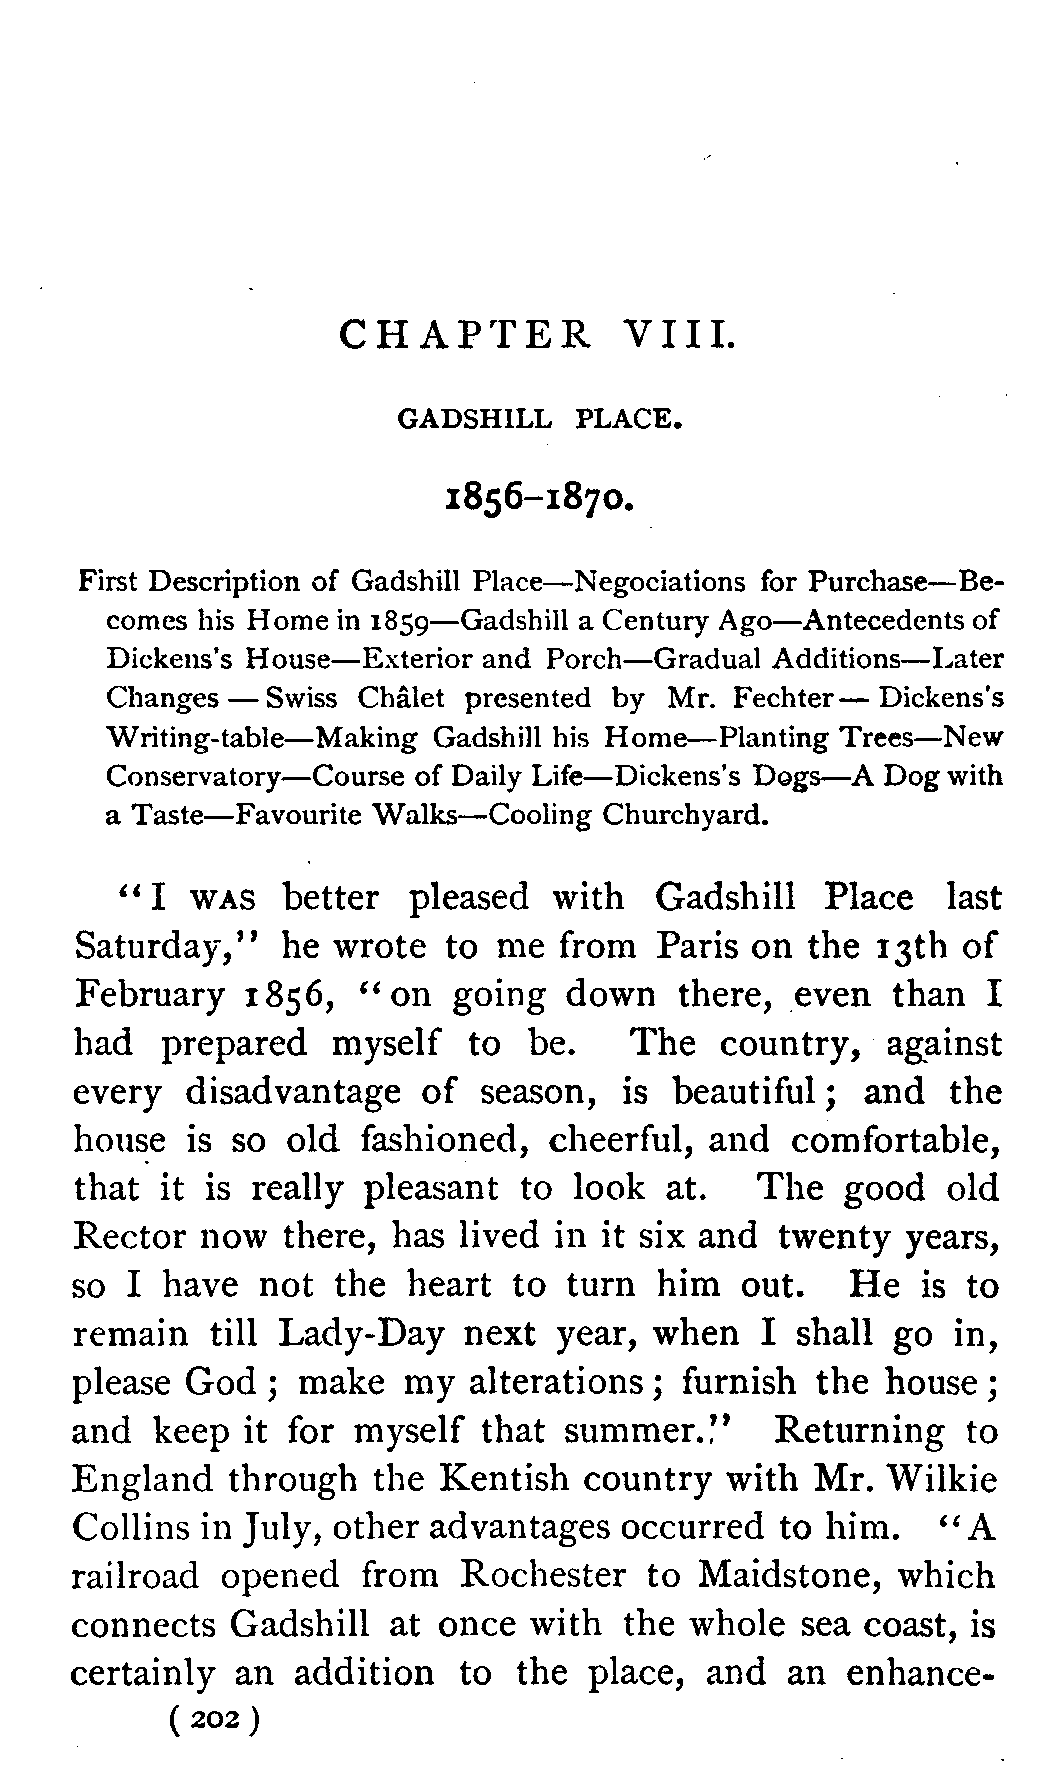 CHAPTER VIII.
GADSHILL PLACE.
1856–1870.
First Description of Gadshill Place—Negociations for Purchase—Be-
comes his Home in 1859—Gadshill a Century Ago—Antecedents of
Dickens's House—Exterior and Porch—Gradual Additions—Later
Changes — Swiss Châlet presented by Mr. Fechter — Dickens's
Writing-table—Making Gadshill his Home—Planting Trees—New
Conservatory—Course of Daily Life—Dickens's Dogs—A Dog with
a Taste—Favourite Walks—Cooling Churchyard.
"I WAS better pleased with Gadshill Place last
Saturday," he wrote to me from Paris on the 13th of
February 1856, "on going down there, even than I
had prepared myself to be. The country, against
every disadvantage of season, is beautiful; and the
house is so old fashioned, cheerful, and comfortable,
that it is really pleasant to look at. The good old
Rector now there, has lived in it six and twenty years,
so I have not the heart to turn him out. He is to
remain till Lady-Day next year, when I shall go in,
please God; make my alterations; furnish the house;
and keep it for myself that summer." Returning to
England through the Kentish country with Mr. Wilkie
Collins in July, other advantages occurred to him. "A
railroad opened from Rochester to Maidstone, which
connects Gadshill at once with the whole sea coast, is
certainly an addition to the place, and an enhance-
( 202 )